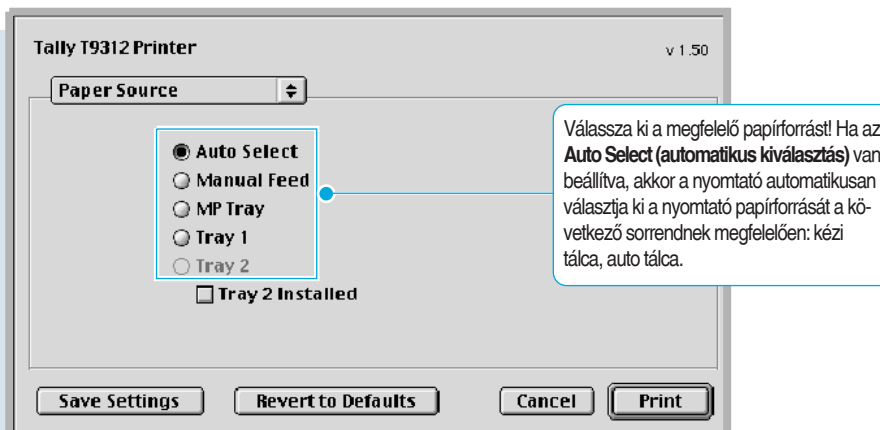 Tally T9312 Printer
v 1.50
Paper Source
Auto Select
Manual Feed
MP Tray
Tray 1
Tray 2
Tray 2 Installed
Válassza ki a megfelelő papírforrást! Ha az
Auto Select (automatikus kiválasztás) van
beállítva, akkor a nyomtató automatikusan
választja ki a nyomtató papírforrását a kö-
vetkező sorrendnek megfelelően: kézi
tálca, auto tálca.
Save Settings
Revert to Defaults
Cancel
Print